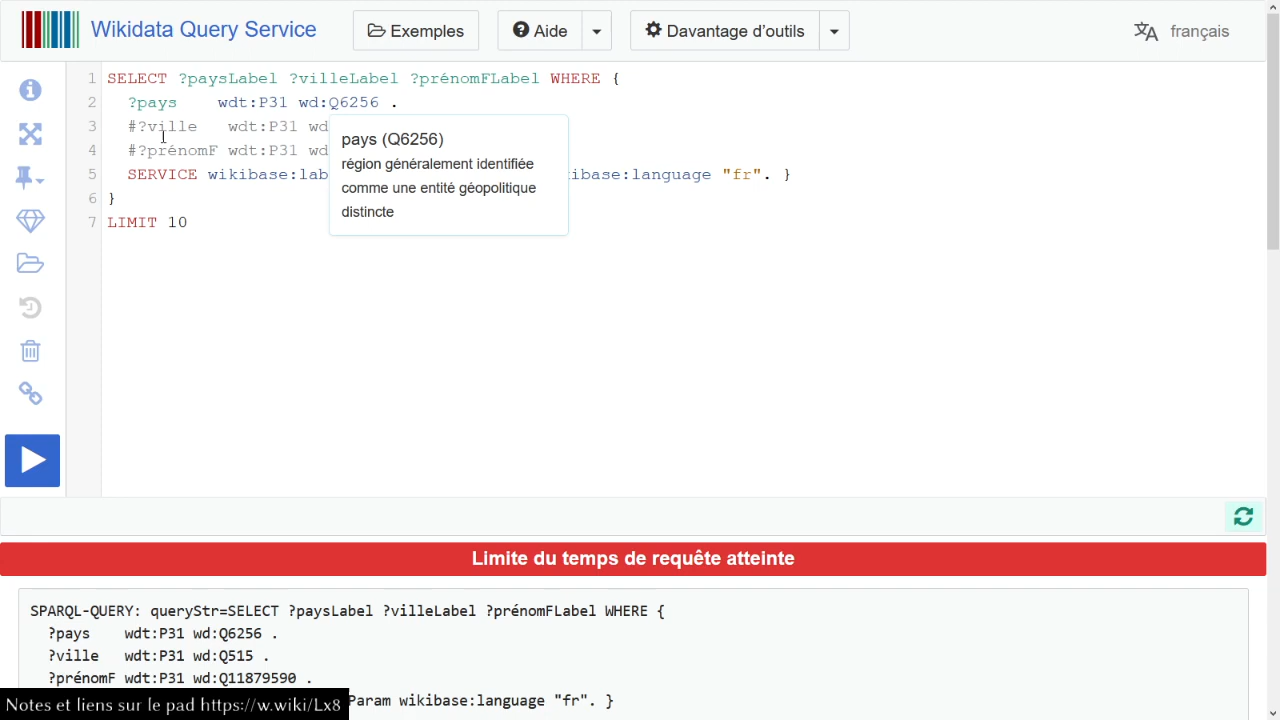 Wikidata Query Service Exemples Aide Davantage d'outils français
1 SELECT ?paysLabel ?villeLabel ?prénomFLabel WHERE {
2 ?pays wdt:P31 wd:Q6256 .
3 #?ville wdt:P31 wd
4 #?prénomF wdt:P31 wd
5 SERVICE wikibase:lab ibase:language "fr". }
6 }
7 LIMIT 10
pays (Q6256)
région généralement identifiée
comme une entité géopolitique
distincte
Limite du temps de requête atteinte
SPARQL-QUERY: queryStr=SELECT ?paysLabel ?villeLabel ?prénomFLabel WHERE {
?pays wdt:P31 wd:Q6256 .
?ville wdt:P31 wd:Q515 .
?prénomF wdt:P31 wd:Q11879590 .
Param wikibase:language "fr". }
Notes et liens sur le pad https://w.wiki/Lx8